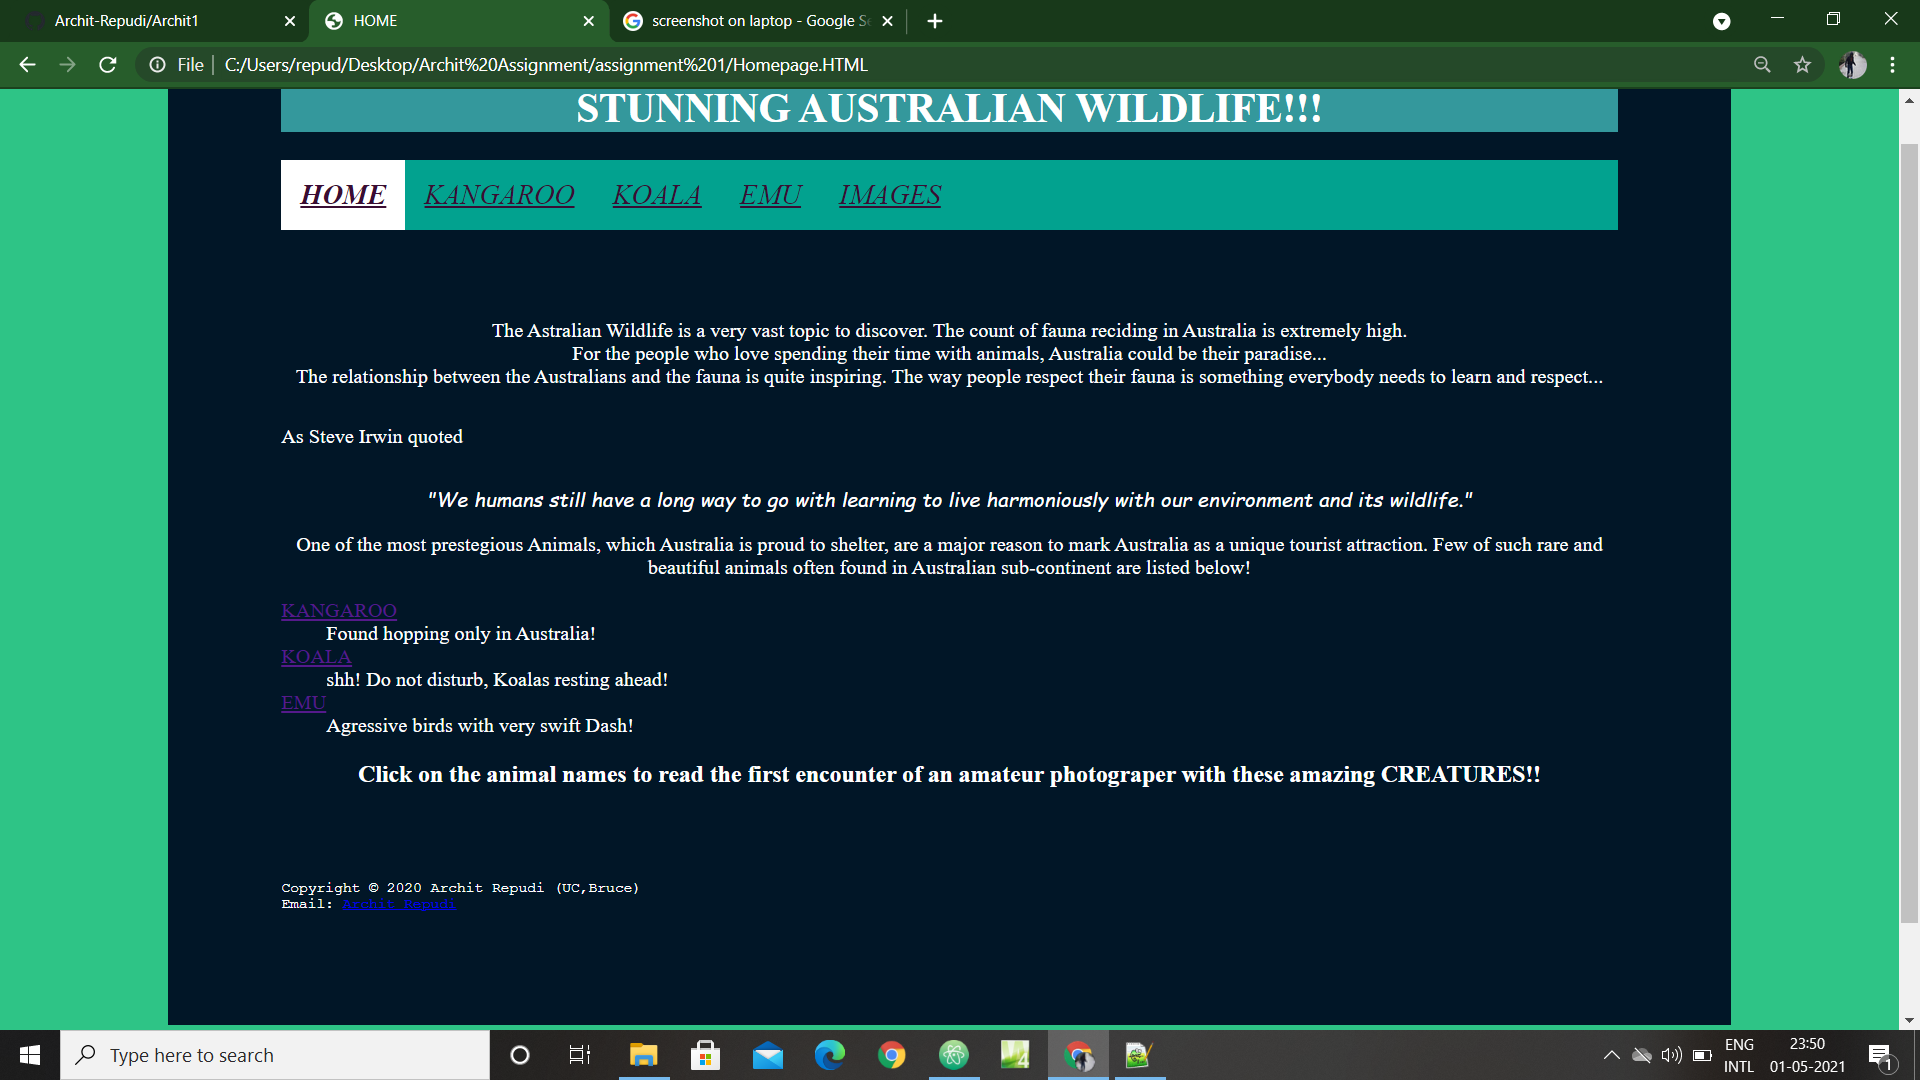 Archit-Repudi/Archit1
HOME
screenshot on laptop - Google Se
File
C:/Users/repud/Desktop/Archit%20Assignment/assignment%201/Homepage.HTML
STUNNING AUSTRALIAN WILDLIFE!!!
HOME KANGAROO KOALA EMU IMAGES
The Astralian Wildlife is a very vast topic to discover. The count of fauna reciding in Australia is extremely high.
For the people who love spending their time with animals, Australia could be their paradise...
The relationship between the Australians and the fauna is quite inspiring. The way people respect their fauna is something everybody needs to learn and respect...
As Steve Irwin quoted
"We humans still have a long way to go with learning to live harmoniously with our environment and its wildlife."
One of the most prestegious Animals, which Australia is proud to shelter, are a major reason to mark Australia as a unique tourist attraction. Few of such rare and
beautiful animals often found in Australian sub-continent are listed below!
KANGAROO
Found hopping only in Australia!
KOALA
shh! Do not disturb, Koalas resting ahead!
EMU
Agressive birds with very swift Dash!
Click on the animal names to read the first encounter of an amateur photograper with these amazing CREATURES!!
Copyright © 2020 Archit Repudi (UC,Bruce)
Email: Archit Repudi
Type here to search
4
ENG
INTL
23:50
01-05-2021
1